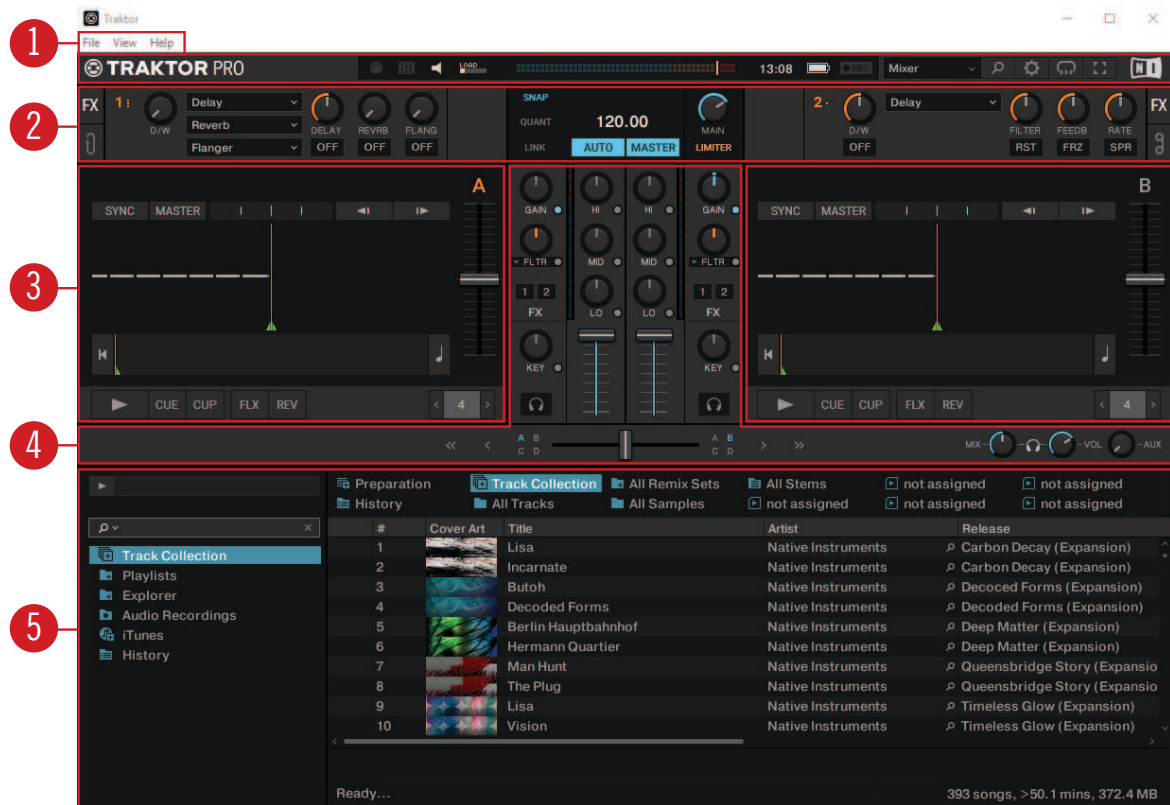 Traktor
1
File View Help
TRAKTOR PRO LOAD 13:08 REC Mixer NI
2
FX 1 D/W Delay Reverb Flanger DELAY OFF REVRB OFF FLANG OFF
SNAP
QUANT 120.00 MAIN
LINK AUTO MASTER LIMITER
2 D/W OFF Delay FILTER RST FEEDB FRZ RATE SPR FX
3
A
SYNC MASTER
CUE CUP FLX REV 4
GAIN HI HI GAIN
FLTR MID MID FLTR
1 2 LO LO 1 2
FX FX
KEY KEY
B
SYNC MASTER
CUE CUP FLX REV 4
4
A B A B
C D C D
MIX VOL AUX
5
Preparation Track Collection All Remix Sets All Stems not assigned not assigned
History All Tracks All Samples not assigned not assigned not assigned
Track Collection
Playlists
Explorer
Audio Recordings
iTunes
History
# Cover Art Title Artist Release
1 Lisa Native Instruments Carbon Decay (Expansion)
2 Incarnate Native Instruments Carbon Decay (Expansion)
3 Butoh Native Instruments Decoced Forms (Expansion)
4 Decoded Forms Native Instruments Decoded Forms (Expansion)
5 Berlin Hauptbahnhof Native Instruments Deep Matter (Expansion)
6 Hermann Quartier Native Instruments Deep Matter (Expansion)
7 Man Hunt Native Instruments Queensbridge Story (Expansio
8 The Plug Native Instruments Queensbridge Story (Expansio
9 Lisa Native Instruments Timeless Glow (Expansion)
10 Vision Native Instruments Timeless Glow (Expansion)
Ready... 393 songs, >50.1 mins, 372.4 MB